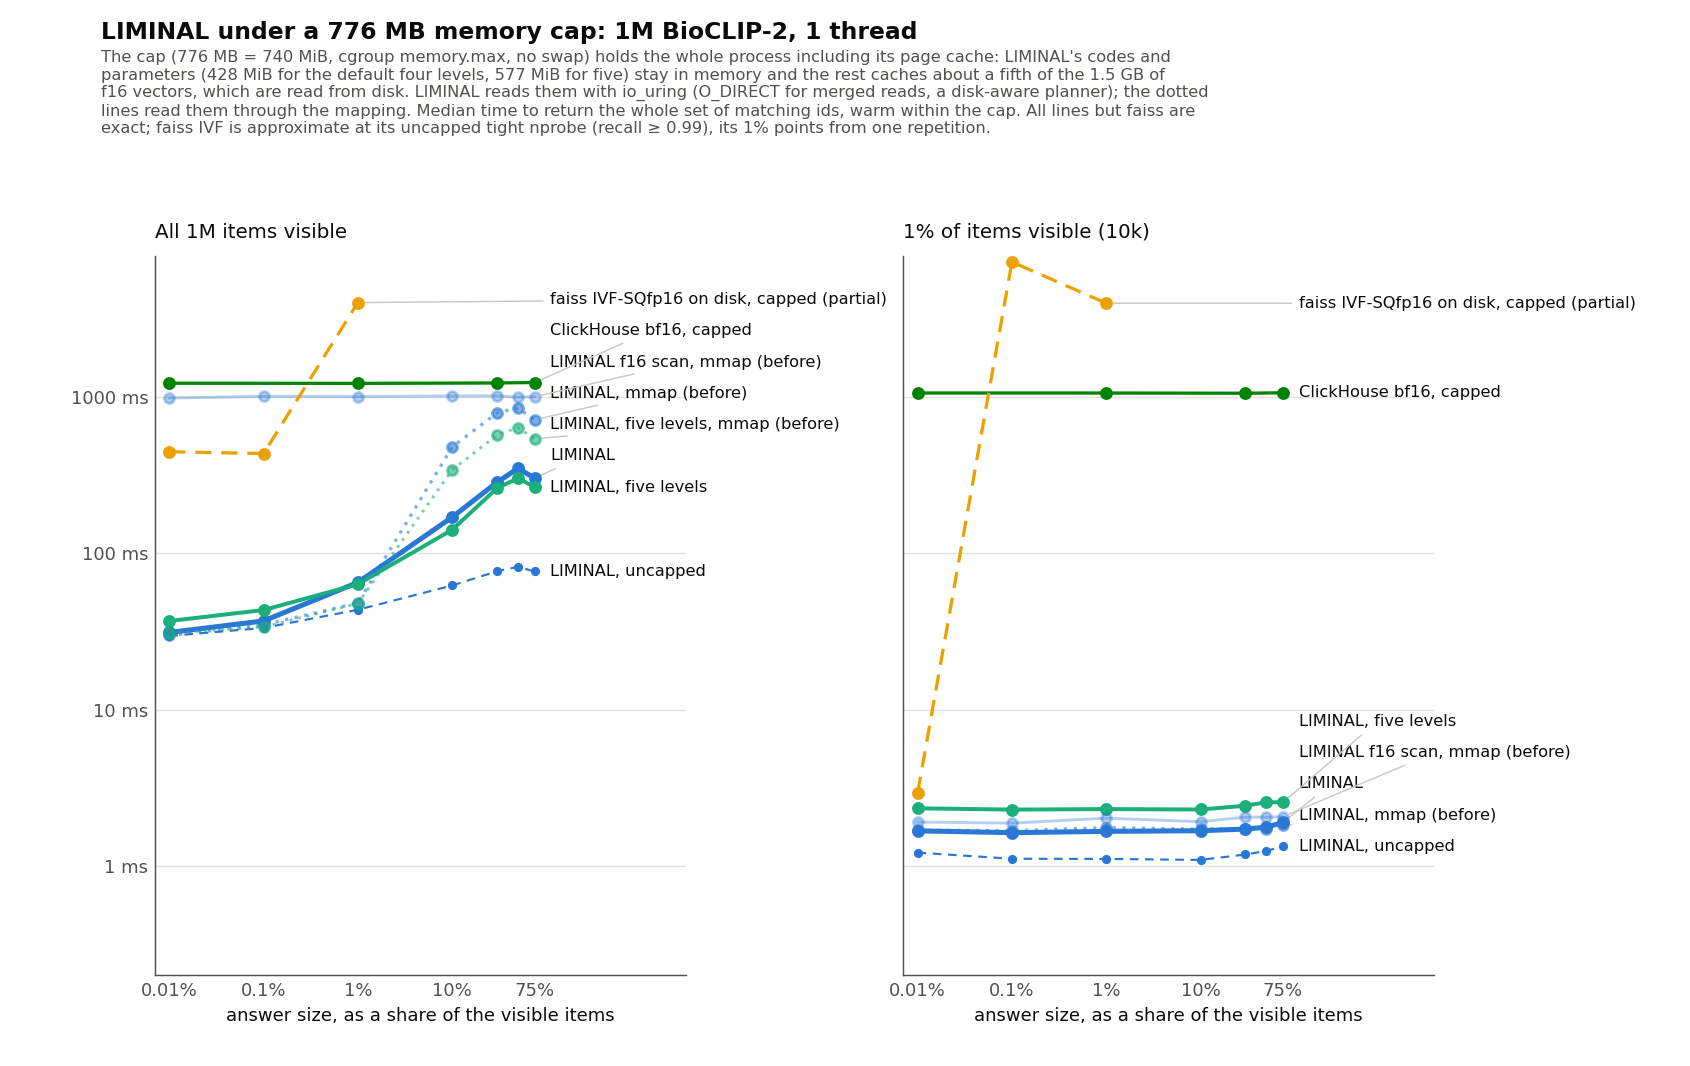 LIMINAL under a 776 MB memory cap: 1M BioCLIP-2, 1 thread
The cap (776 MB = 740 MiB, cgroup memory.max, no swap) holds the whole process including its page cache: LIMINAL's codes and
parameters (428 MiB for the default four levels, 577 MiB for five) stay in memory and the rest caches about a fifth of the 1.5 GB of
f16 vectors, which are read from disk. LIMINAL reads them with io_uring (O_DIRECT for merged reads, a disk-aware planner); the dotted
lines read them through the mapping. Median time to return the whole set of matching ids, warm within the cap. All lines but faiss are
exact; faiss IVF is approximate at its uncapped tight nprobe (recall ≥ 0.99), its 1% points from one repetition.
All 1M items visible
faiss IVF-SQfp16 on disk, capped (partial)
ClickHouse bf16, capped
LIMINAL f16 scan, mmap (before)
LIMINAL, mmap (before)
LIMINAL, five levels, mmap (before)
LIMINAL
LIMINAL, five levels
LIMINAL, uncapped
1000 ms
100 ms
10 ms
1 ms
0.01% 0.1% 1% 10% 75%
answer size, as a share of the visible items
1% of items visible (10k)
faiss IVF-SQfp16 on disk, capped (partial)
ClickHouse bf16, capped
LIMINAL, five levels
LIMINAL f16 scan, mmap (before)
LIMINAL
LIMINAL, mmap (before)
LIMINAL, uncapped
0.01% 0.1% 1% 10% 75%
answer size, as a share of the visible items